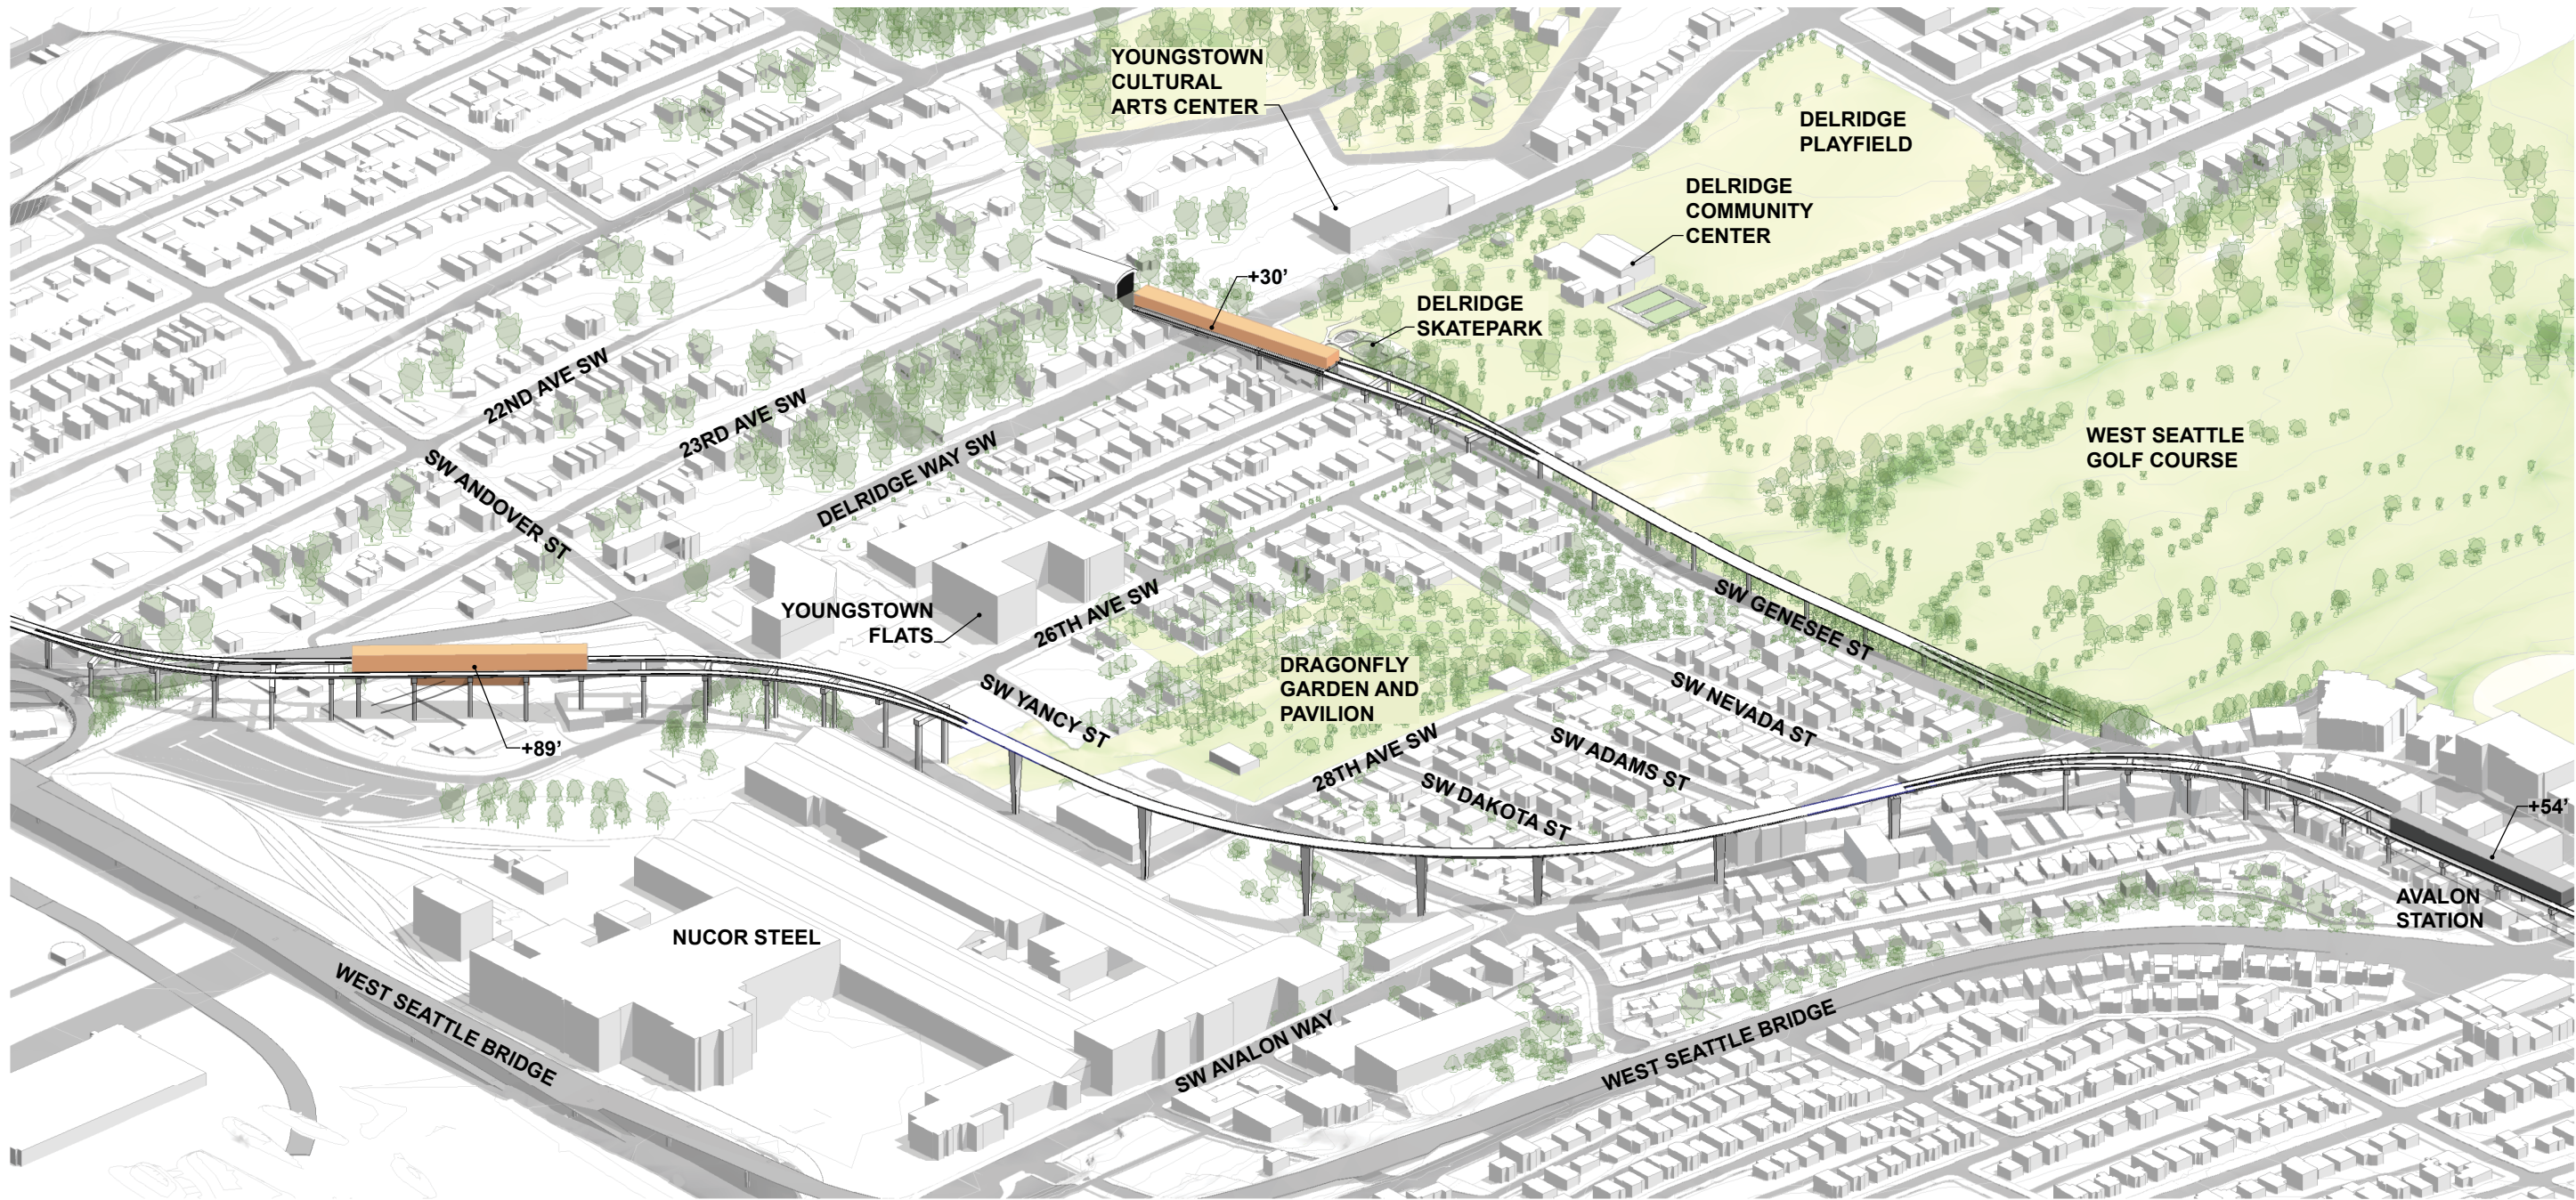 YOUNGSTOWN
CULTURAL
ARTS CENTER
DELRIDGE
PLAYFIELD
DELRIDGE
COMMUNITY
CENTER
+30’
DELRIDGE
SKATEPARK
22ND AVE SW
23RD AVE SW
WEST SEATTLE
GOLF COURSE
SW ANDOVER ST
DELRIDGE WAY SW
YOUNGSTOWN
FLATS
26TH AVE SW
SW GENESEE ST
DRAGONFLY
GARDEN AND
PAVILION
SW YANCY ST
SW NEVADA ST
+89’
28TH AVE SW
SW ADAMS ST
SW DAKOTA ST
+54’
AVALON
STATION
NUCOR STEEL
WEST SEATTLE BRIDGE
SW AVALON WAY
WEST SEATTLE BRIDGE